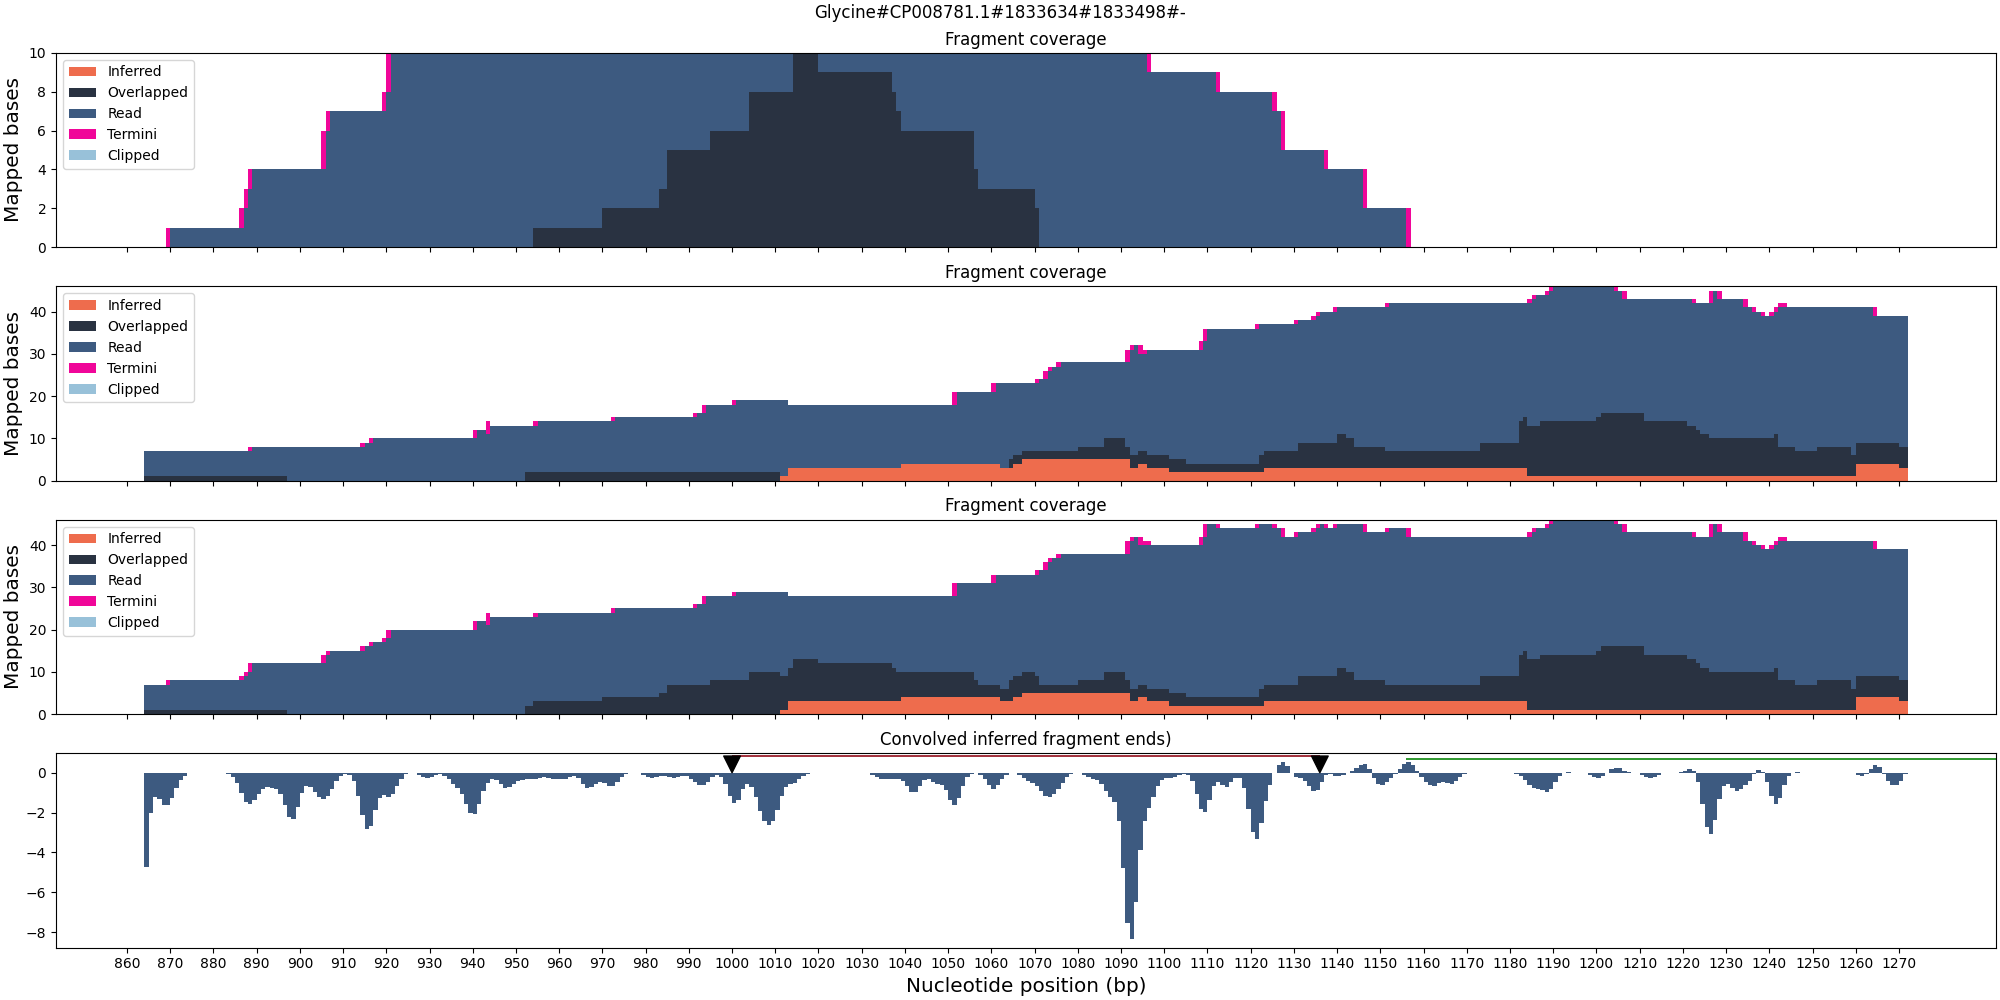 Glycine#CP008781.1#1833634#1833498#-
Fragment coverage
Mapped bases
10
8
6
4
2
0
Inferred
Overlapped
Read
Termini
Clipped
Fragment coverage
Mapped bases
40
30
20
10
0
Inferred
Overlapped
Read
Termini
Clipped
Fragment coverage
Mapped bases
40
30
20
10
0
Inferred
Overlapped
Read
Termini
Clipped
Convolved inferred fragment ends)
0
−2
−4
−6
−8
860 870 880 890 900 910 920 930 940 950 960 970 980 990 1000 1010 1020 1030 1040 1050 1060 1070 1080 1090 1100 1110 1120 1130 1140 1150 1160 1170 1180 1190 1200 1210 1220 1230 1240 1250 1260 1270
Nucleotide position (bp)